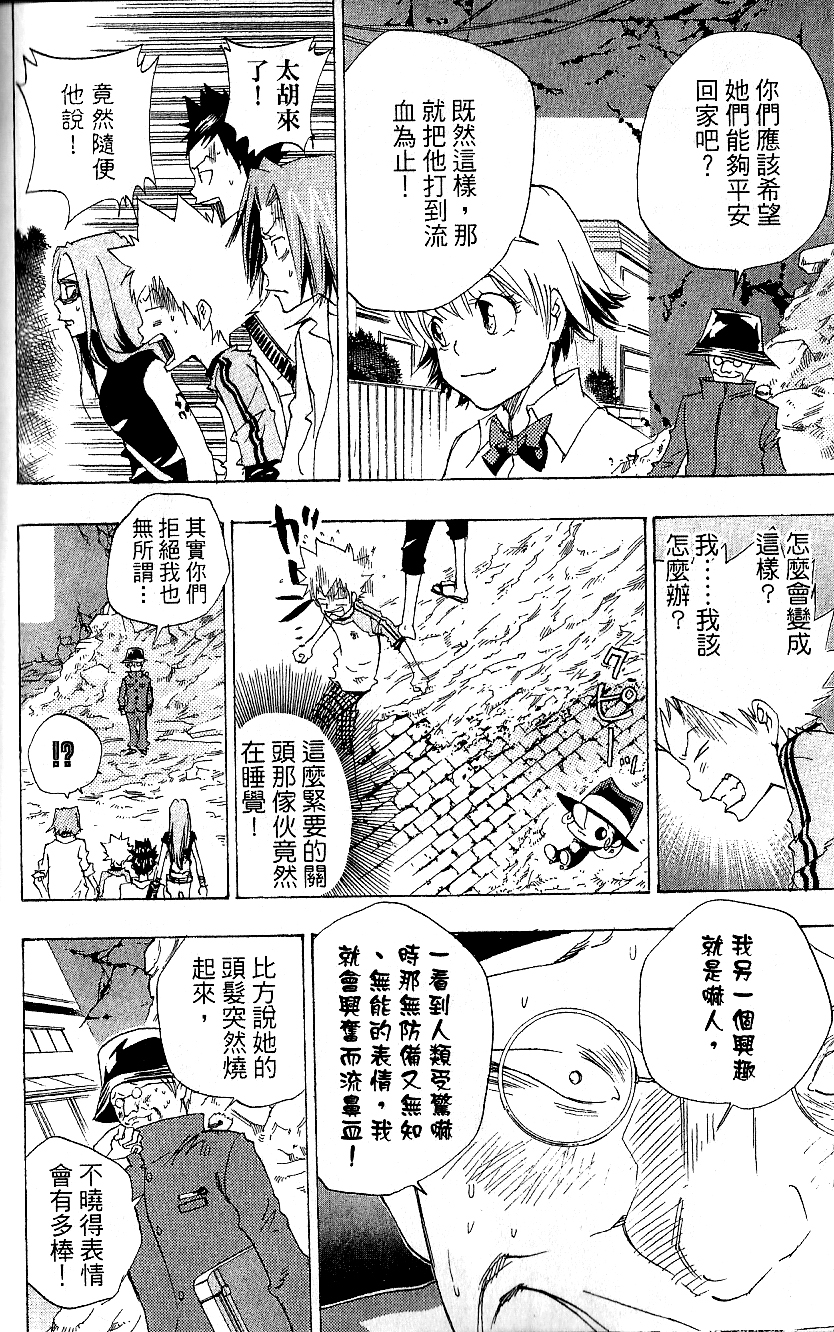 你們應該希望
她們能夠平安
回家吧？
既然這樣，那
就把他打到流
血為止！
太胡來
了！
竟然隨便
他說！
怎麼會變成
這樣？
我……我該
怎麼辦？
ガ゛
クピー
這麼緊要的關
頭那傢伙竟然
在睡覺！
其實你們
拒絕我也
無所謂…
!?
我另一個興趣
就是嚇人，
一看到人類受驚嚇
時那無防備又無知
、無能的表情，我
就會興奮而流鼻血！
比方說她的
頭髮突然燒
起來，
不曉得表情
會有多棒！